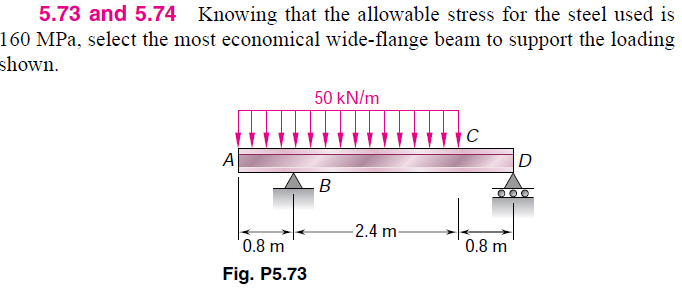 5.73 and 5.74 Knowing that the allowable stress for the steel used is
160 MPa, select the most economical wide-flange beam to support the loading
shown.
50 kN/m
C
A
D
B
2.4 m
0.8 m
0.8 m
Fig. P5.73